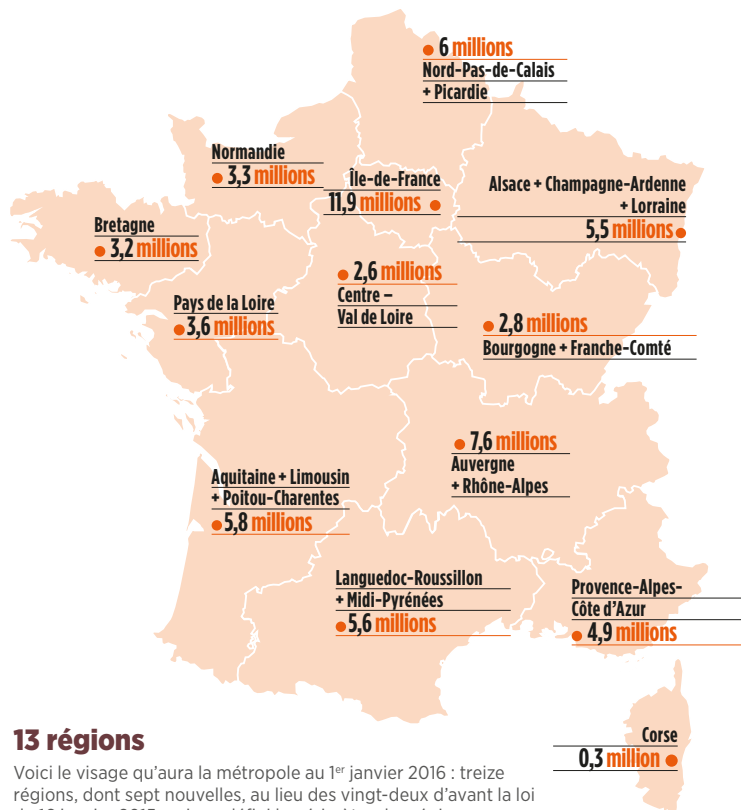 6 millions
Nord-Pas-de-Calais
+ Picardie
Normandie
3,3 millions
Île-de-France
11,9 millions
Alsace + Champagne-Ardenne
+ Lorraine
5,5 millions
Bretagne
3,2 millions
2,6 millions
Centre –
Val de Loire
Pays de la Loire
3,6 millions
2,8 millions
Bourgogne + Franche-Comté
7,6 millions
Auvergne
+ Rhône-Alpes
Aquitaine + Limousin
+ Poitou-Charentes
5,8 millions
Languedoc-Roussillon
+ Midi-Pyrénées
5,6 millions
Provence-Alpes-
Côte d'Azur
4,9 millions
Corse
0,3 million
13 régions
Voici le visage qu'aura la métropole au 1er janvier 2016 : treize
régions, dont sept nouvelles, au lieu des vingt-deux d'avant la loi